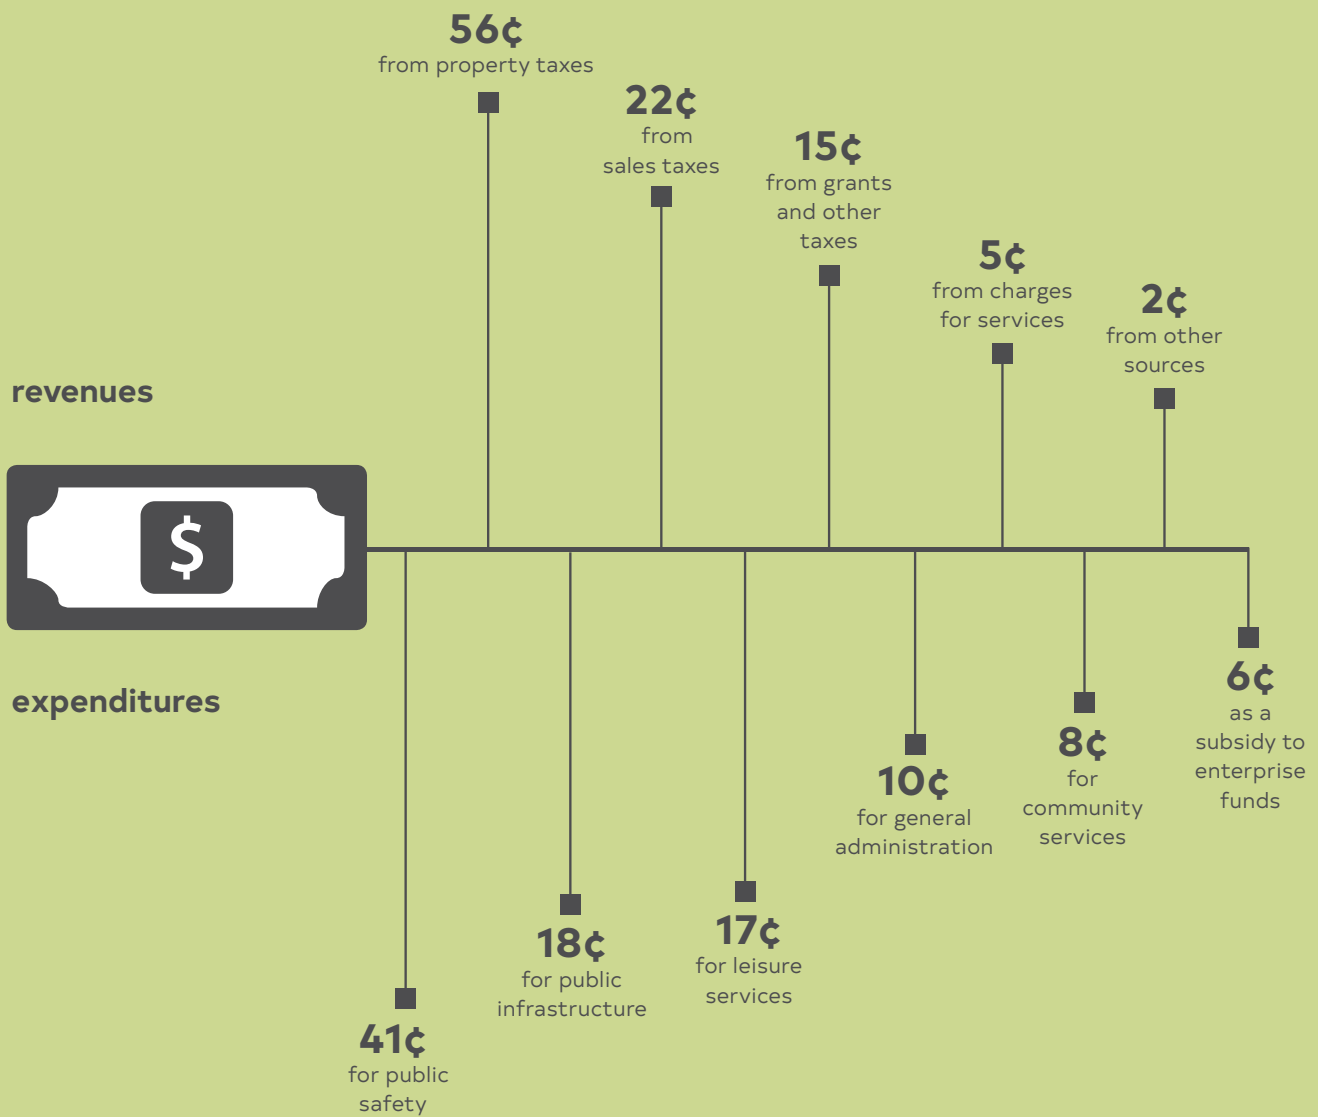 56¢
from property taxes
22¢
from
sales taxes
15¢
from grants
and other
taxes
5¢
from charges
for services
2¢
from other
sources
revenues
$
expenditures
41¢
for public
safety
18¢
for public
infrastructure
17¢
for leisure
services
10¢
for general
administration
8¢
for
community
services
6¢
as a
subsidy to
enterprise
funds